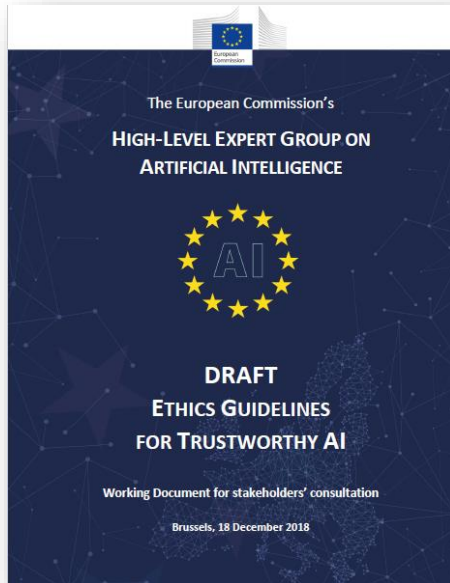 European
Commission
The European Commission's
HIGH-LEVEL EXPERT GROUP ON
ARTIFICIAL INTELLIGENCE
AI
DRAFT
ETHICS GUIDELINES
FOR TRUSTWORTHY AI
Working Document for stakeholders' consultation
Brussels, 18 December 2018